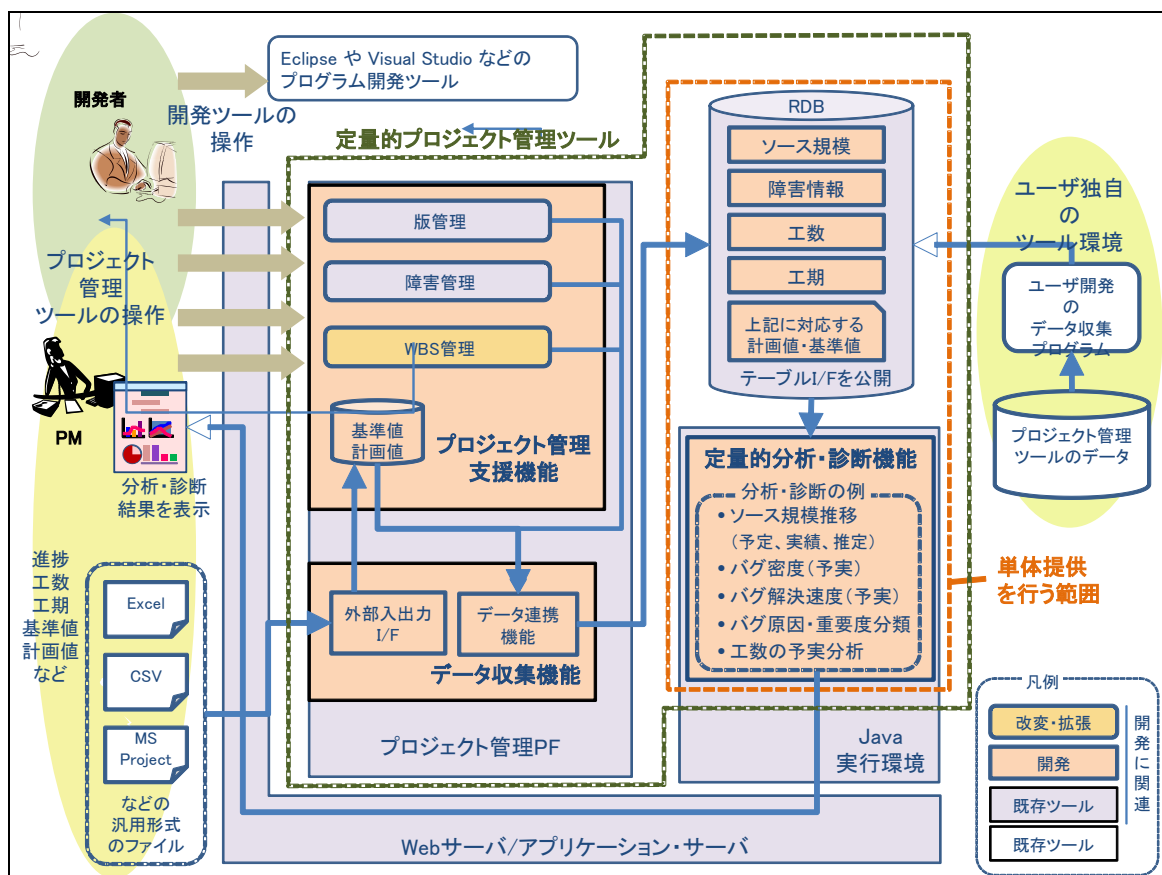 Eclipse や Visual Studio などの
プログラム開発ツール
開発者
開発ツールの
操作
定量的プロジェクト管理ツール
版管理
障害管理
WBS管理
基準値
計画値
プロジェクト管理
支援機能
プロジェクト
管理
ツールの操作
PM
分析・診断
結果を表示
進捗
工数
工期
基準値
計画値
など
Excel
CSV
MS
Project
などの
汎用形式
のファイル
外部入出力
I/F
データ連携
機能
データ収集機能
プロジェクト管理PF
RDB
ソース規模
障害情報
工数
工期
上記に対応する
計画値・基準値
テーブルI/Fを公開
定量的分析・診断機能
分析・診断の例
• ソース規模推移
(予定、実績、推定)
• バグ密度(予実)
• バグ解決速度(予実)
• バグ原因・重要度分類
• 工数の予実分析
Java
実行環境
Webサーバ/アプリケーション・サーバ
ユーザ独自
の
ツール環境
ユーザ開発
の
データ収集
プログラム
プロジェクト管理
ツールのデータ
単体提供
を行う範囲
凡例
改変・拡張
開発
既存ツール
既存ツール
開発に関連